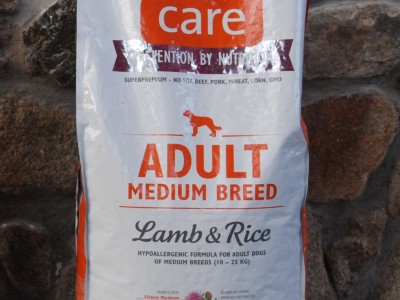 care
PREVENTION BY NUTRITION
SUPERPREMIUM – NO SOY, BEEF, PORK, WHEAT, CORN, GMO
ADULT
MEDIUM BREED
Lamb & Rice
HYPOALLERGENIC FORMULA FOR ADULT DOGS
OF MEDIUM BREEDS (10 – 25 KG)